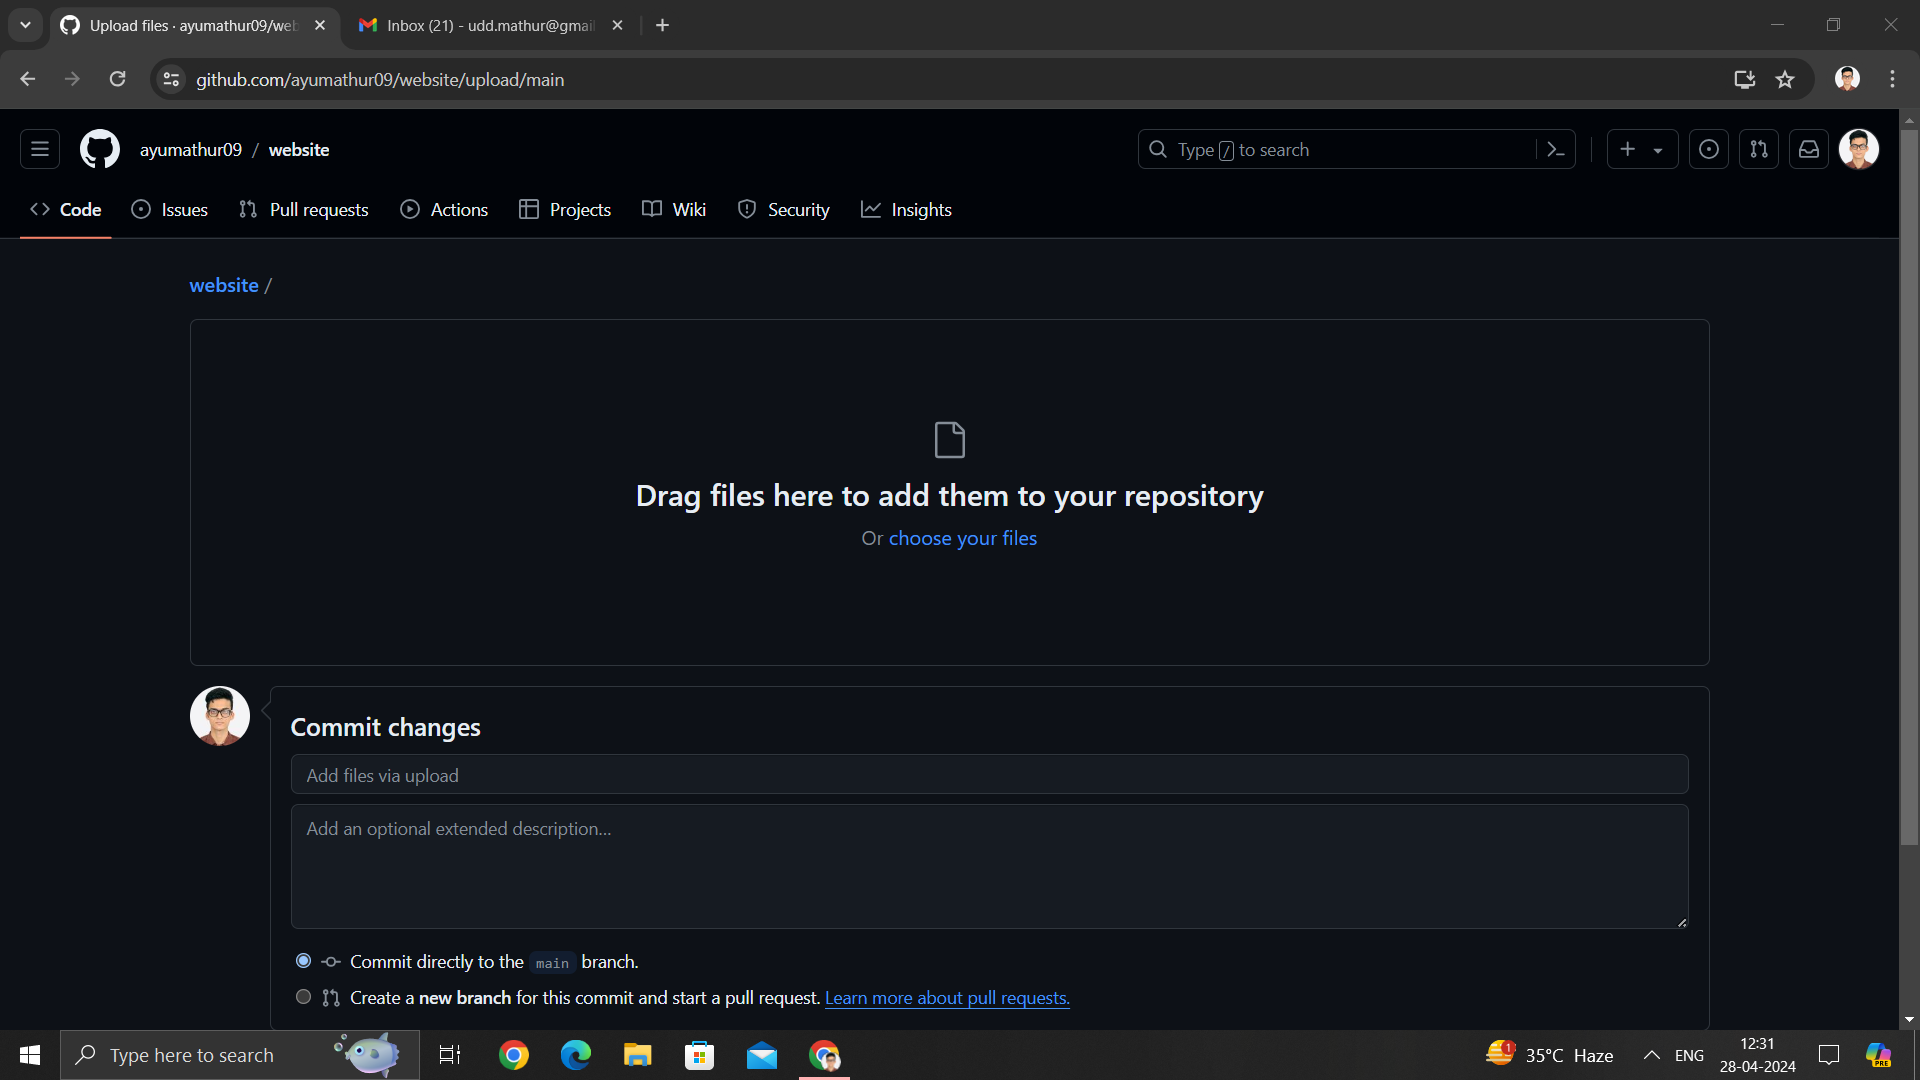 Upload files · ayumathur09/web
Inbox (21) - udd.mathur@gmai
github.com/ayumathur09/website/upload/main
ayumathur09 / website
Type / to search
Code
Issues
Pull requests
Actions
Projects
Wiki
Security
Insights
website /
Drag files here to add them to your repository
Or choose your files
Commit changes
Add files via upload
Add an optional extended description...
Commit directly to the main branch.
Create a new branch for this commit and start a pull request. Learn more about pull requests.
Type here to search
1
35°C Haze
ENG
12:31
28-04-2024
PRE